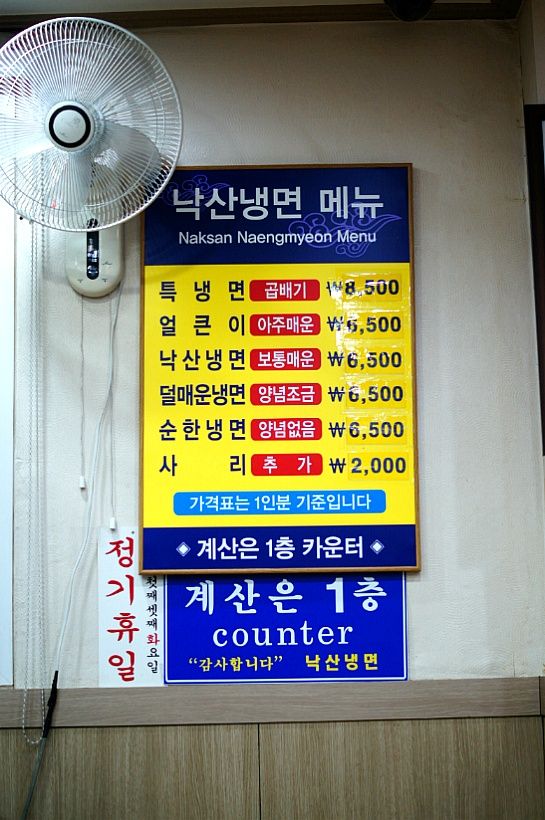 낙산냉면 메뉴
Naksan Naengmyeon Menu
특냉면 곱배기 ₩8,500
얼큰이 아주매운 ₩6,500
낙산냉면 보통매운 ₩6,500
덜매운냉면 양념조금 ₩6,500
순한냉면 양념없음 ₩6,500
사리 추가 ₩2,000
가격표는 1인분 기준입니다
◈ 계산은 1층 카운터 ◈
계산은 1층
counter
“감사합니다” 낙산냉면
정기휴일
첫째셋째화요일